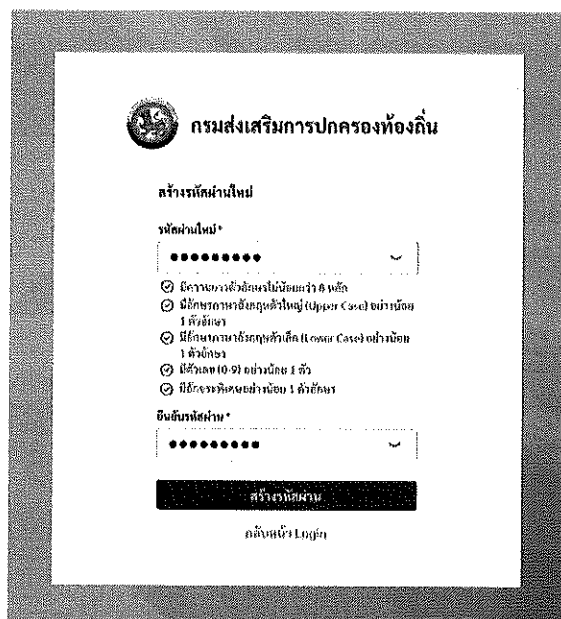 กรมส่งเสริมการปกครองท้องถิ่น
สร้างรหัสผ่านใหม่
รหัสผ่านใหม่*
มีความยาวตัวอักษรไม่น้อยกว่า 8 หลัก
มีอักษรภาษาอังกฤษตัวใหญ่ (Upper Case) อย่างน้อย
1 ตัวอักษร
มีอักษรภาษาอังกฤษตัวเล็ก (Lower Case) อย่างน้อย
1 ตัวอักษร
มีตัวเลข (0-9) อย่างน้อย 1 ตัว
มีอักขระพิเศษอย่างน้อย 1 ตัวอักษร
ยืนยันรหัสผ่าน*
สร้างรหัสผ่าน
กลับหน้า Login